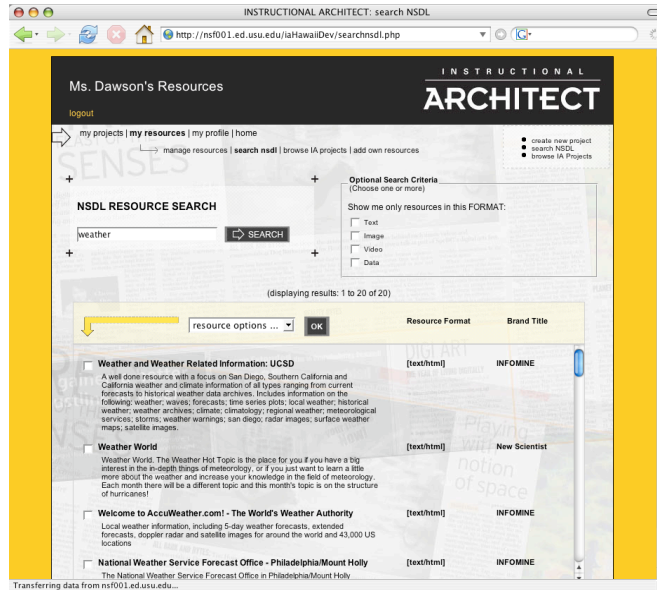 INSTRUCTIONAL ARCHITECT: search NSDL
http://nsf001.ed.usu.edu/iaHawaiiDev/searchnsdl.php
G
Ms. Dawson's Resources
logout
INSTRUCTIONAL
ARCHITECT
my projects | my resources | my profile | home
manage resources | search nsdl | browse IA projects | add own resources
create new project
search NSDL
browse IA Projects
SENSES
NSDL RESOURCE SEARCH
weather
SEARCH
Optional Search Criteria
(Choose one or more)
Show me only resources in this FORMAT:
Text
Image
Video
Data
(displaying results: 1 to 20 of 20)
resource options ...
OK
Resource Format
Brand Title
DIGI ART
Weather and Weather Related Information: UCSD
[text/html]
INFOMINE
A well done resource with a focus on San Diego, Southern California and
California weather and climate information of all types ranging from current
forecasts to historical weather data archives. Includes information on the
following; weather; waves; forecasts; time series plots; local weather; historical
weather; weather archives; climate; climatology; regional weather; meteorological
services; storms; weather warnings; san diego; radar images; surface weather
maps; satellite images.
Playing
with
notion
of space
Weather World
[text/html]
New Scientist
Weather World. The Weather Hot Topic is the place for you if you have a big
interest in the in-depth things of meteorology, or if you just want to learn a little
more about the weather and increase your knowledge in the field of meteorology.
Each month there will be a different topic and this month's topic is on the structure
of hurricanes!
Welcome to AccuWeather.com! - The World's Weather Authority
[text/html]
INFOMINE
Local weather information, including 5-day weather forecasts, extended
forecasts, doppler radar and satellite images for around the world and 43,000 US
locations
National Weather Service Forecast Office - Philadelphia/Mount Holly
[text/html]
INFOMINE
The National Weather Service Forecast Office in Philadelphia/Mount Holly
Transferring data from nsf001.ed.usu.edu...